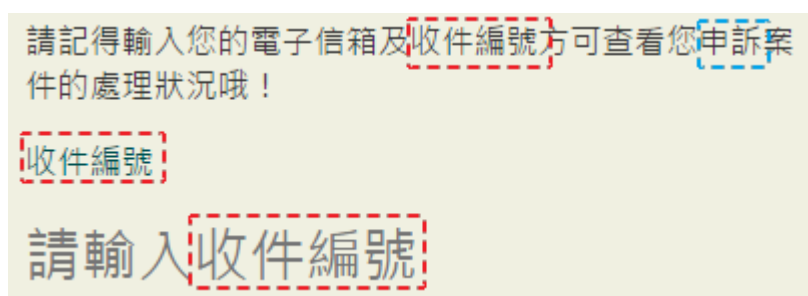 請記得輸入您的電子信箱及收件編號方可查看您申訴案
件的處理狀況哦！
收件編號
請輸入收件編號